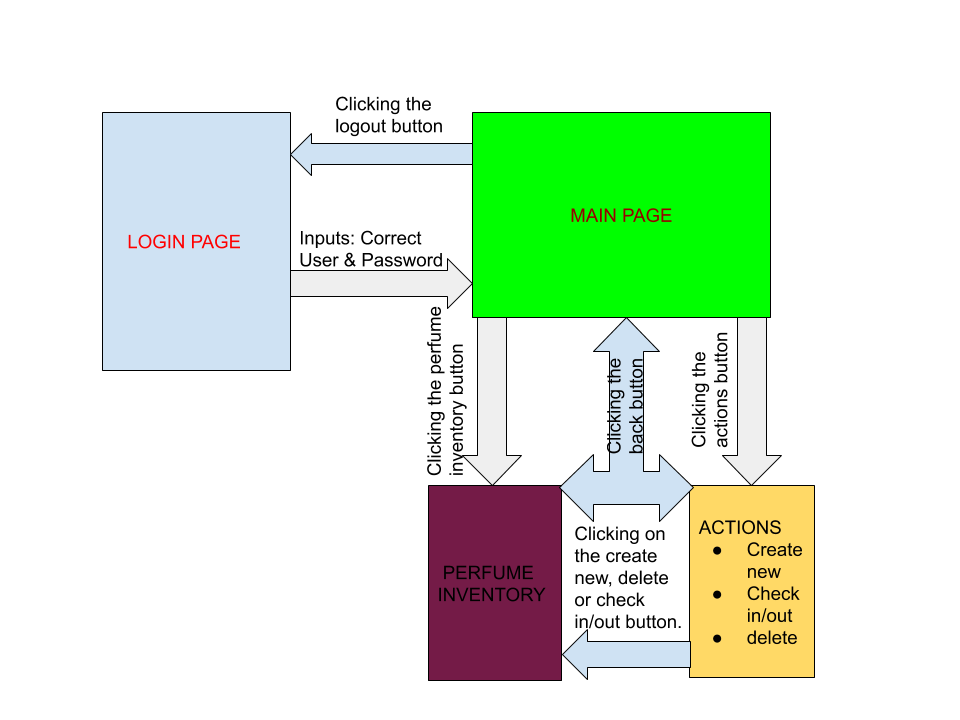 Clicking the
logout button
MAIN PAGE
LOGIN PAGE
Inputs: Correct
User & Password
Clicking the perfume
inventory button
Clicking the
back button
Clicking the
actions button
PERFUME
INVENTORY
Clicking on
the create
new, delete
or check
in/out button.
ACTIONS
● Create
new
● Check
in/out
● delete